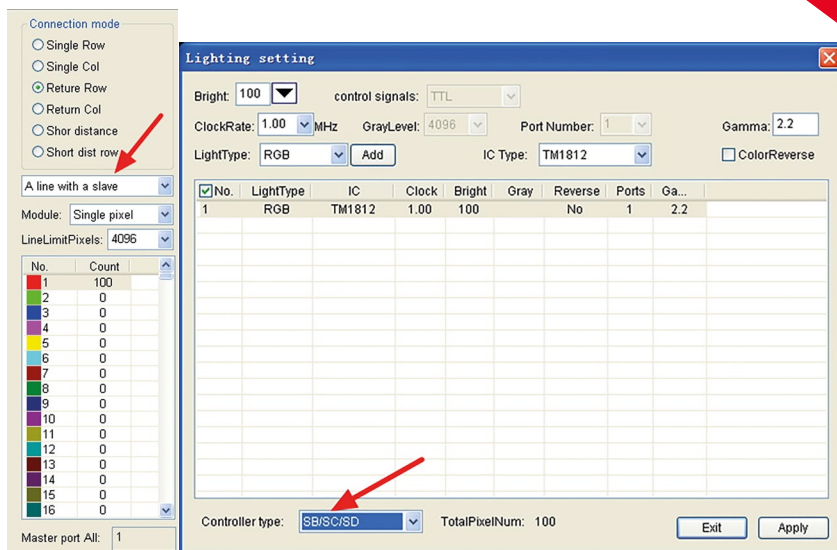 Connection mode
Single Row
Single Col
Reture Row
Return Col
Shor distance
Short dist row
A line with a slave
Module: Single pixel
LineLimitPixels: 4096
No. Count
1 100
2 0
3 0
4 0
5 0
6 0
7 0
8 0
9 0
10 0
11 0
12 0
13 0
14 0
15 0
16 0
Master port All: 1
Lighting setting
Bright: 100 control signals: TTL
ClockRate: 1.00 MHz GrayLevel: 4096 Port Number: 1 Gamma: 2.2
LightType: RGB Add IC Type: TM1812 ColorReverse
No. LightType IC Clock Bright Gray Reverse Ports Ga...
1 RGB TM1812 1.00 100 No 1 2.2
Controller type: SB/SC/SD TotalPixelNum: 100 Exit Apply